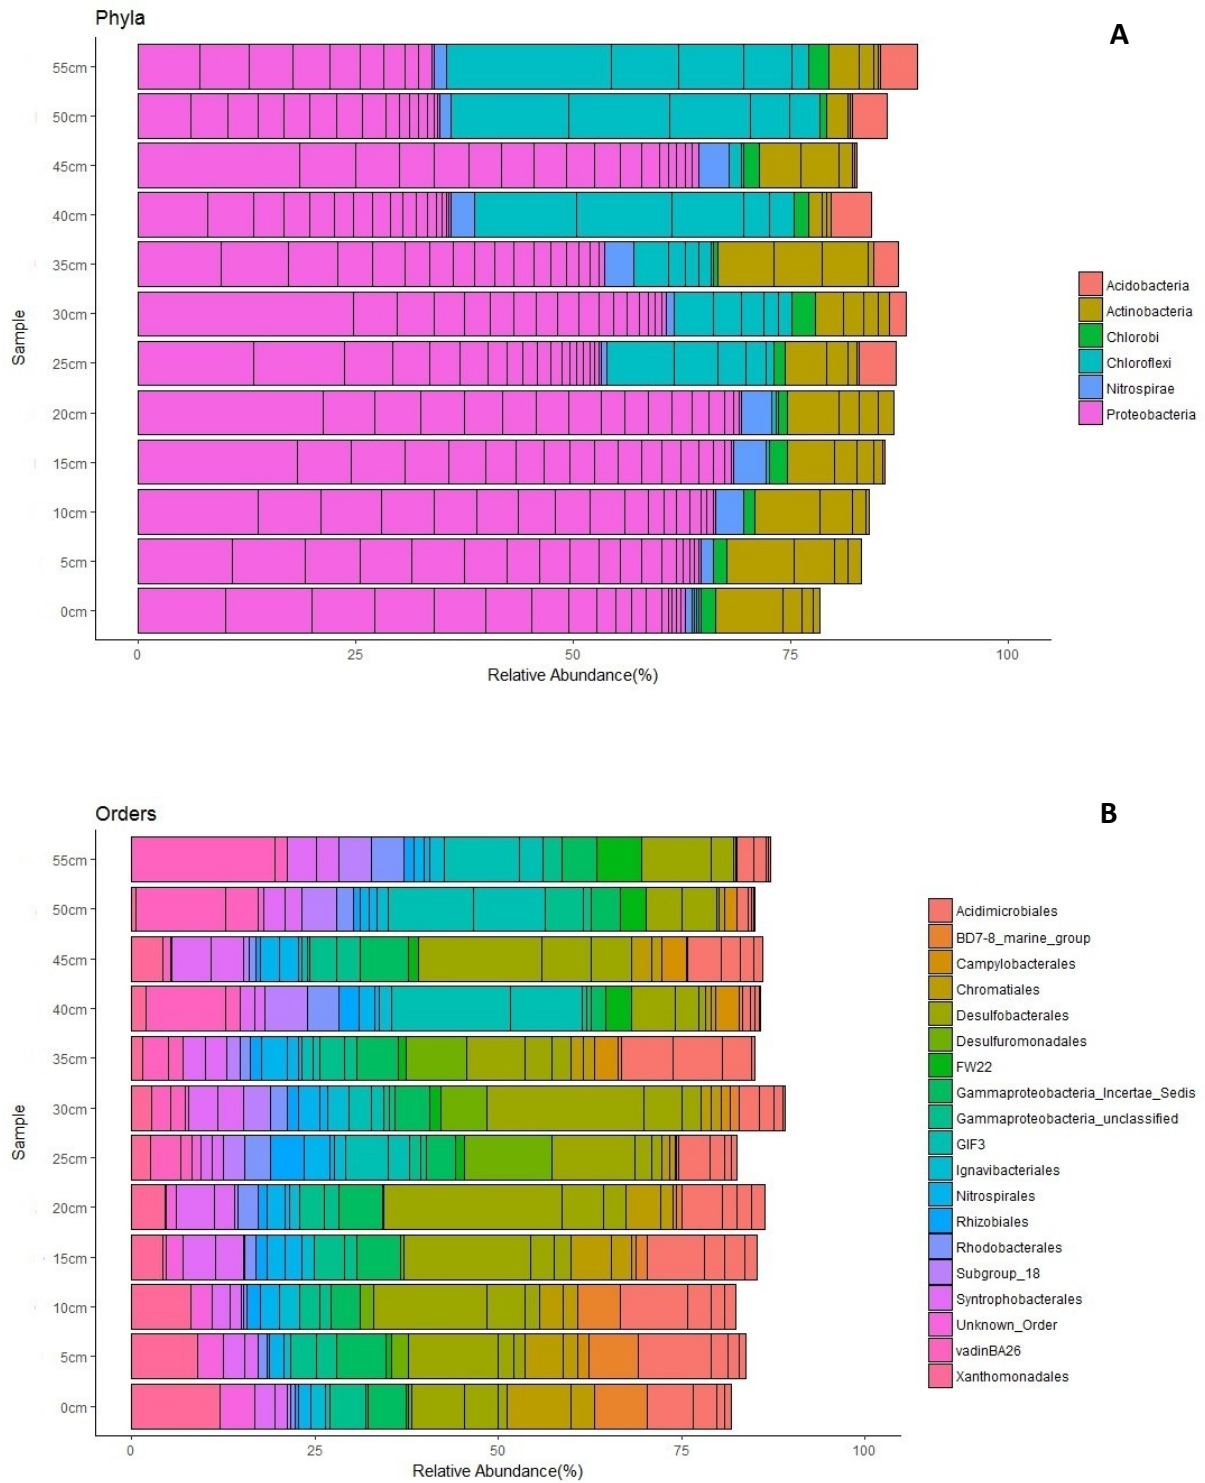 Phyla
A
55cm
50cm
45cm
40cm
35cm
30cm
25cm
20cm
15cm
10cm
5cm
0cm
Sample
0 25 50 75 100
Relative Abundance(%)
Acidobacteria
Actinobacteria
Chlorobi
Chloroflexi
Nitrospirae
Proteobacteria
Orders
B
55cm
50cm
45cm
40cm
35cm
30cm
25cm
20cm
15cm
10cm
5cm
0cm
Sample
0 25 50 75 100
Relative Abundance(%)
Acidimicrobiales
BD7-8_marine_group
Campylobacterales
Chromatiales
Desulfobacterales
Desulfuromonadales
FW22
Gammaproteobacteria_Incertae_Sedis
Gammaproteobacteria_unclassified
GIF3
Ignavibacteriales
Nitrospirales
Rhizobiales
Rhodobacterales
Subgroup_18
Syntrophobacterales
Unknown_Order
vadinBA26
Xanthomonadales